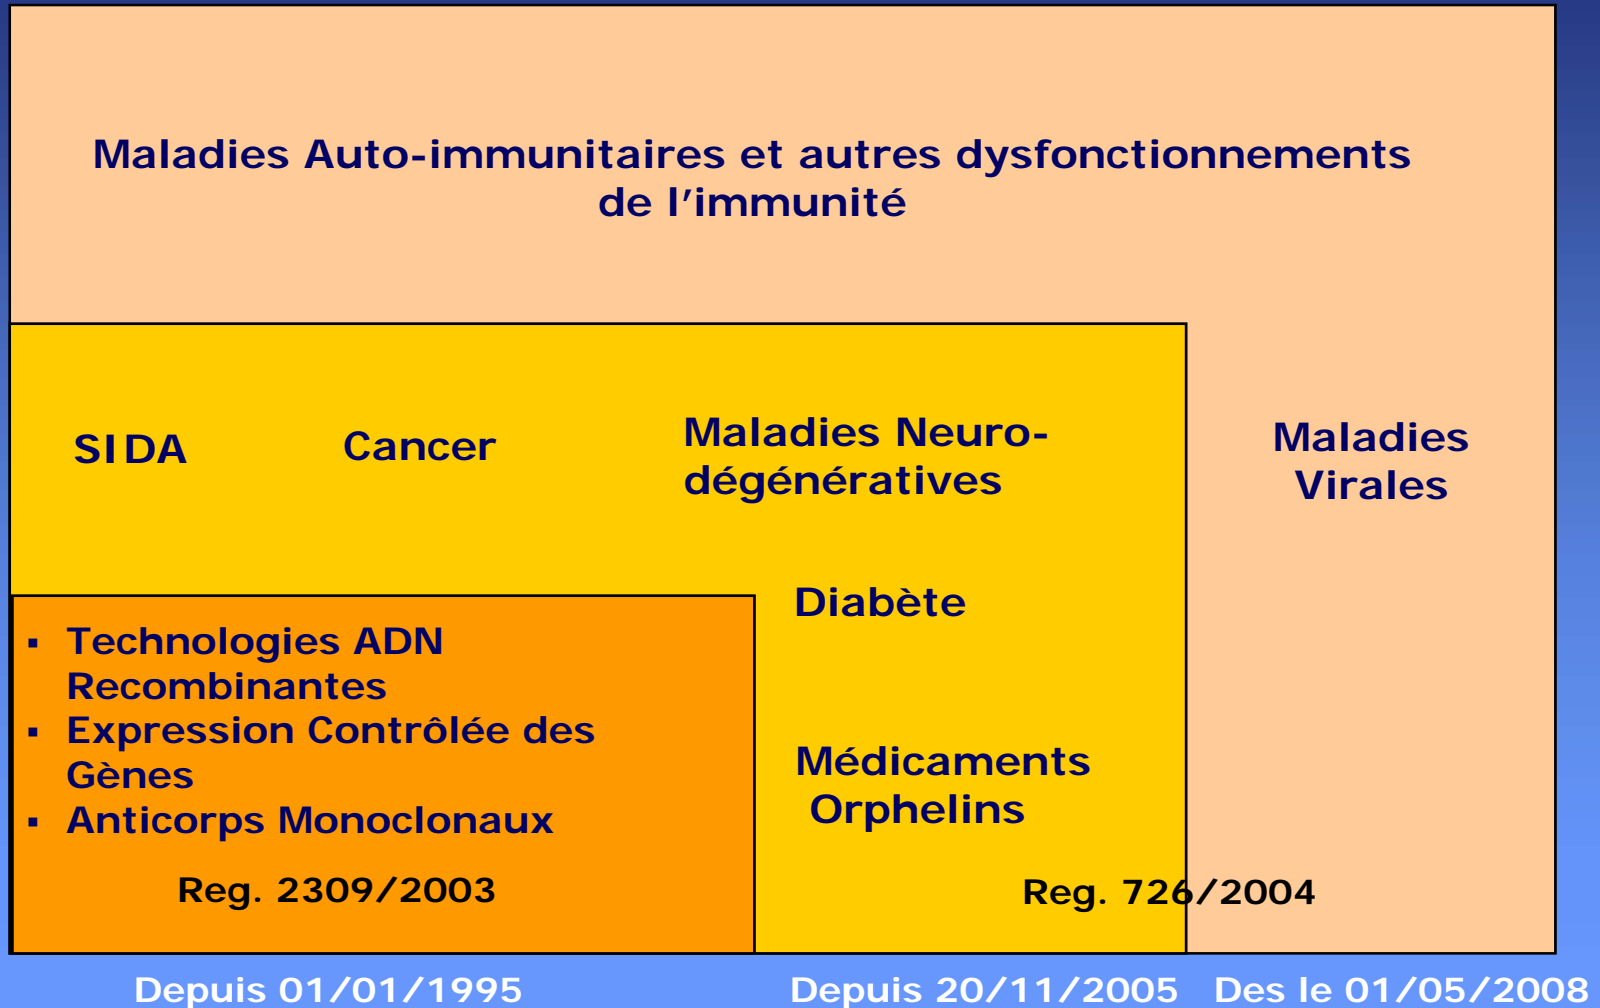 Maladies Auto-immunitaires et autres dysfonctionnements
de l’immunité
SIDA
Cancer
Maladies Neuro-
dégénératives
Maladies
Virales
Diabète
▪ Technologies ADN
Recombinantes
▪ Expression Contrôlée des
Gènes
▪ Anticorps Monoclonaux
Médicaments
Orphelins
Reg. 2309/2003
Reg. 726/2004
Depuis 01/01/1995
Depuis 20/11/2005
Des le 01/05/2008